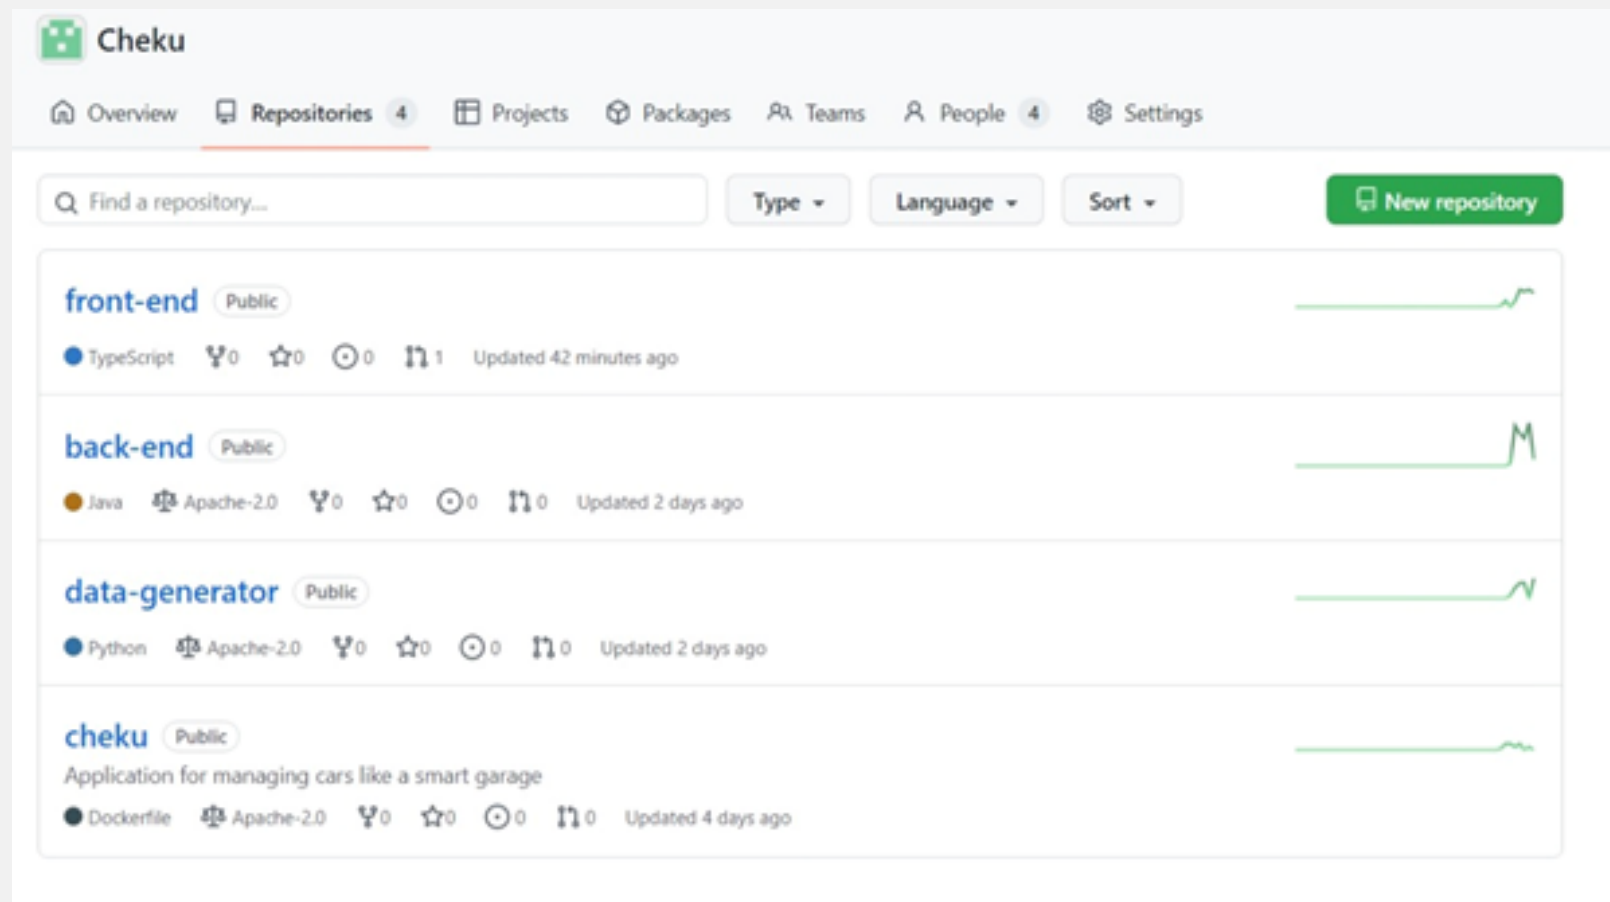 Cheku
Overview Repositories 4 Projects Packages Teams People 4 Settings
Find a repository... Type Language Sort New repository
front-end Public
TypeScript 0 0 0 1 Updated 42 minutes ago
back-end Public
Java Apache-2.0 0 0 0 0 Updated 2 days ago
data-generator Public
Python Apache-2.0 0 0 0 0 Updated 2 days ago
cheku Public
Application for managing cars like a smart garage
Dockerfile Apache-2.0 0 0 0 0 Updated 4 days ago